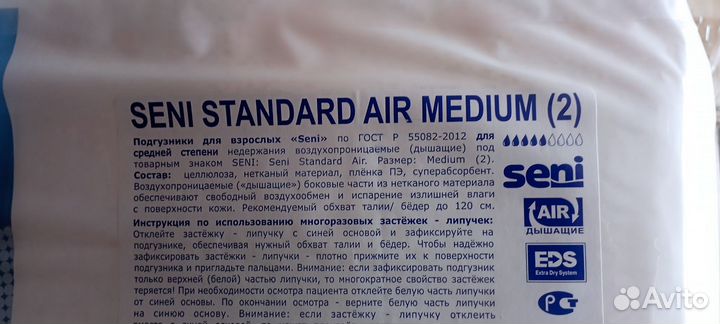 SENI STANDARD AIR MEDIUM (2)
Подгузники для взрослых «Seni» по ГОСТ Р 55082-2012 для
средней степени недержания воздухопроницаемые (дышащие) под
товарным знаком SENI: Seni Standard Air. Размер: Medium (2).
Состав: целлюлоза, нетканый материал, плёнка ПЭ, суперабсорбент.
Воздухопроницаемые («дышащие») боковые части из нетканого материала
обеспечивают свободный воздухообмен и испарение излишней влаги
с поверхности кожи. Рекомендуемый обхват талии/ бёдер до 120 см.
Инструкция по использованию многоразовых застёжек - липучек:
Отклейте застёжку - липучку с синей основой и зафиксируйте на
подгузнике, обеспечивая нужный обхват талии и бёдер. Чтобы надёжно
зафиксировать застёжки - липучки - плотно прижмите их к поверхности
подгузника и пригладьте пальцами. Внимание: если зафиксировать подгузник
только верхней (белой) частью липучки, то многократное свойство застёжек
теряется! При необходимости осмотра пациента отклейте белую часть липучки
от синей основы. По окончании осмотра - верните белую часть липучки
на синюю основу. Внимание: если застёжку - липучку отклеить
seni
AIR
ДЫШАЩИЕ
EDS
Extra Dry System
Avito